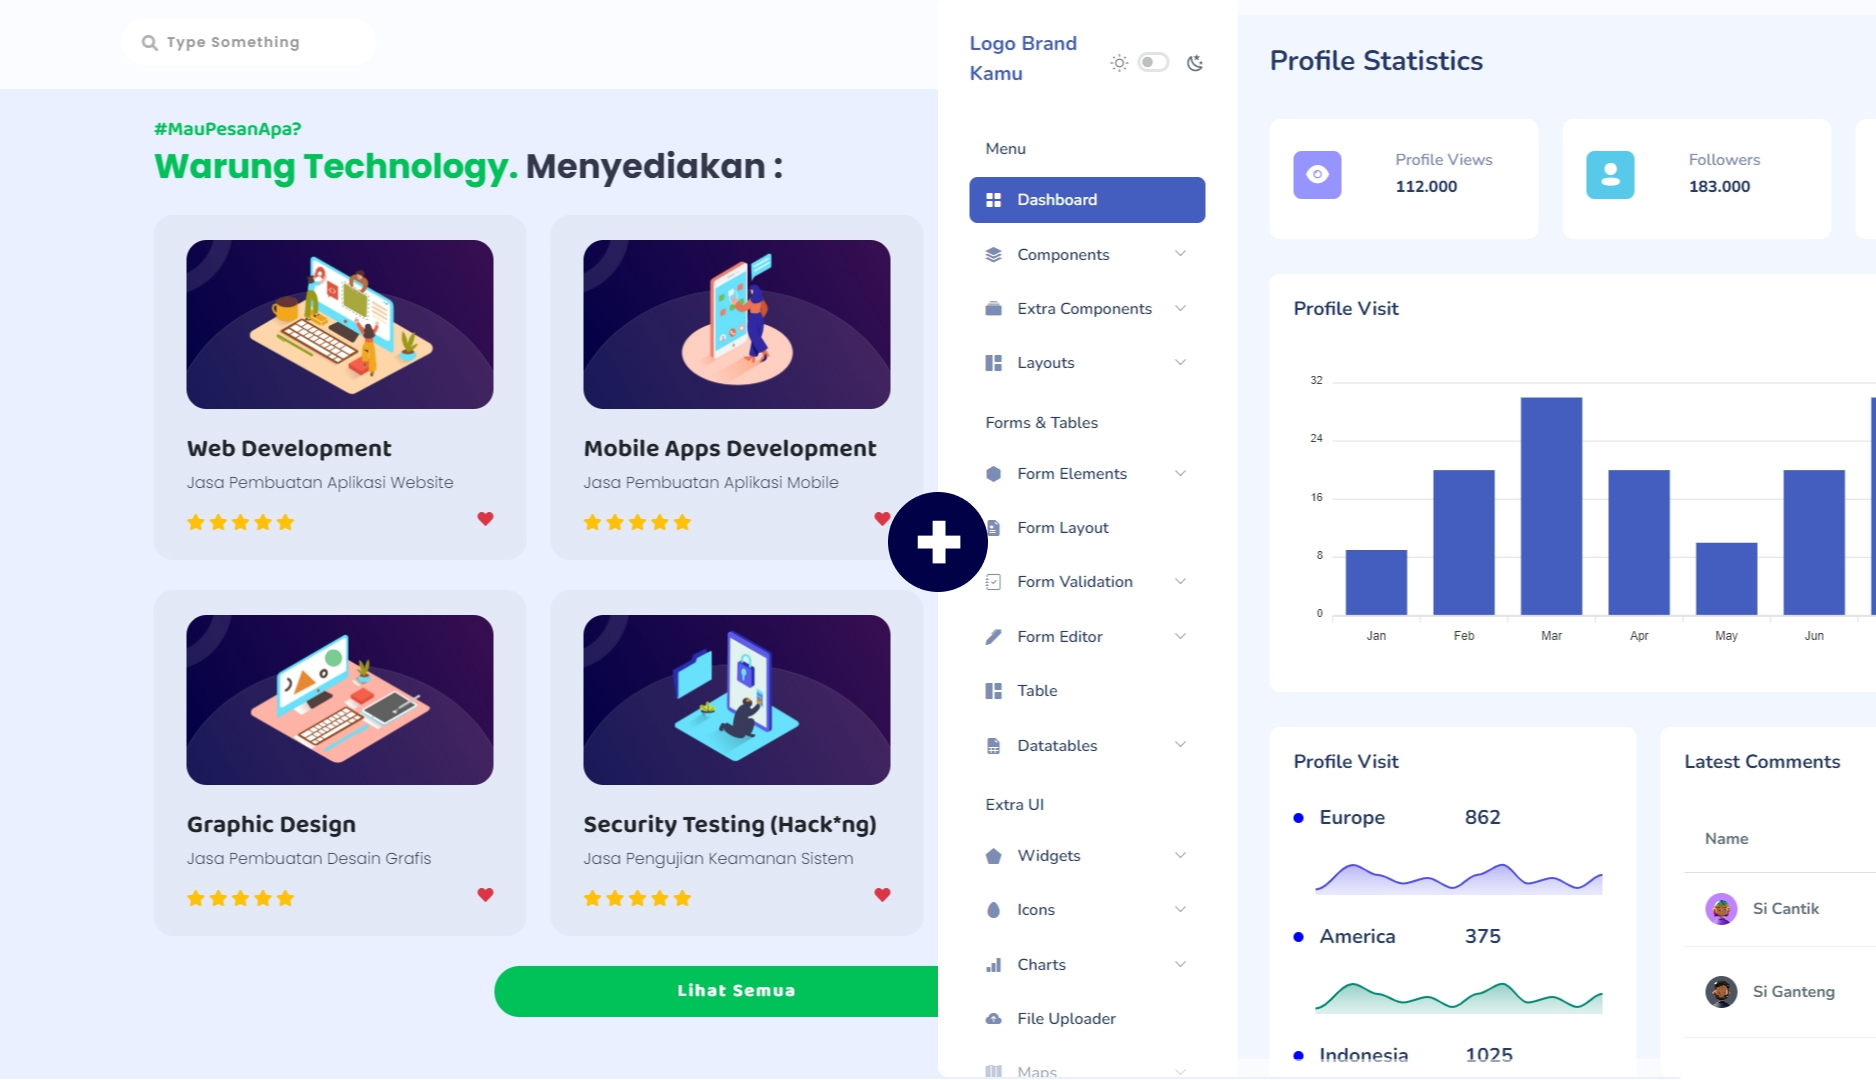 Type Something
#MauPesanApa?
Warung Technology. Menyediakan :
Web Development
Jasa Pembuatan Aplikasi Website
Mobile Apps Development
Jasa Pembuatan Aplikasi Mobile
Graphic Design
Jasa Pembuatan Desain Grafis
Security Testing (Hack*ng)
Jasa Pengujian Keamanan Sistem
Lihat Semua
Logo Brand
Kamu
Menu
Dashboard
Components
Extra Components
Layouts
Forms & Tables
Form Elements
Form Layout
Form Validation
Form Editor
Table
Datatables
Extra UI
Widgets
Icons
Charts
File Uploader
Maps
Profile Statistics
Profile Views
112.000
Followers
183.000
Profile Visit
32
24
16
8
0
Jan Feb Mar Apr May Jun
Profile Visit
Europe 862
America 375
Indonesia 1025
Latest Comments
Name
Si Cantik
Si Ganteng